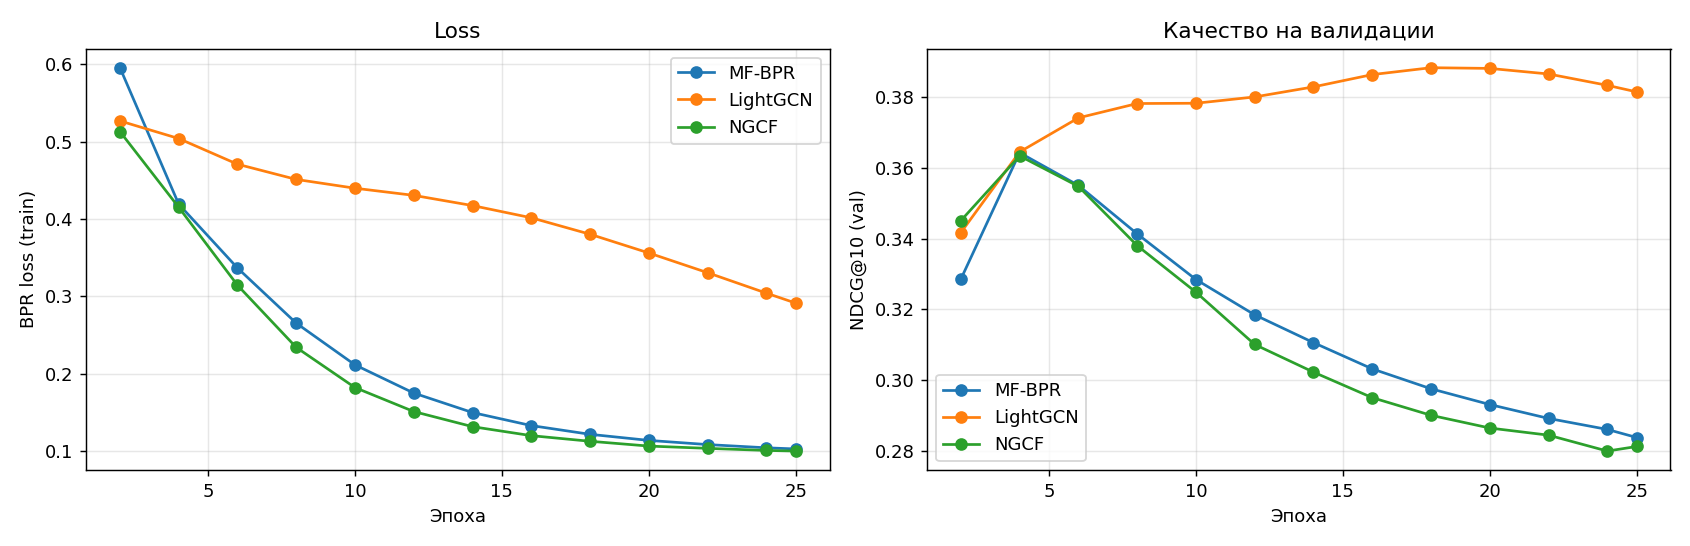 Loss
BPR loss (train)
0.6
0.5
0.4
0.3
0.2
0.1
MF-BPR
LightGCN
NGCF
5
10
15
20
25
Эпоха
Качество на валидации
NDCG@10 (val)
0.38
0.36
0.34
0.32
0.30
0.28
MF-BPR
LightGCN
NGCF
5
10
15
20
25
Эпоха